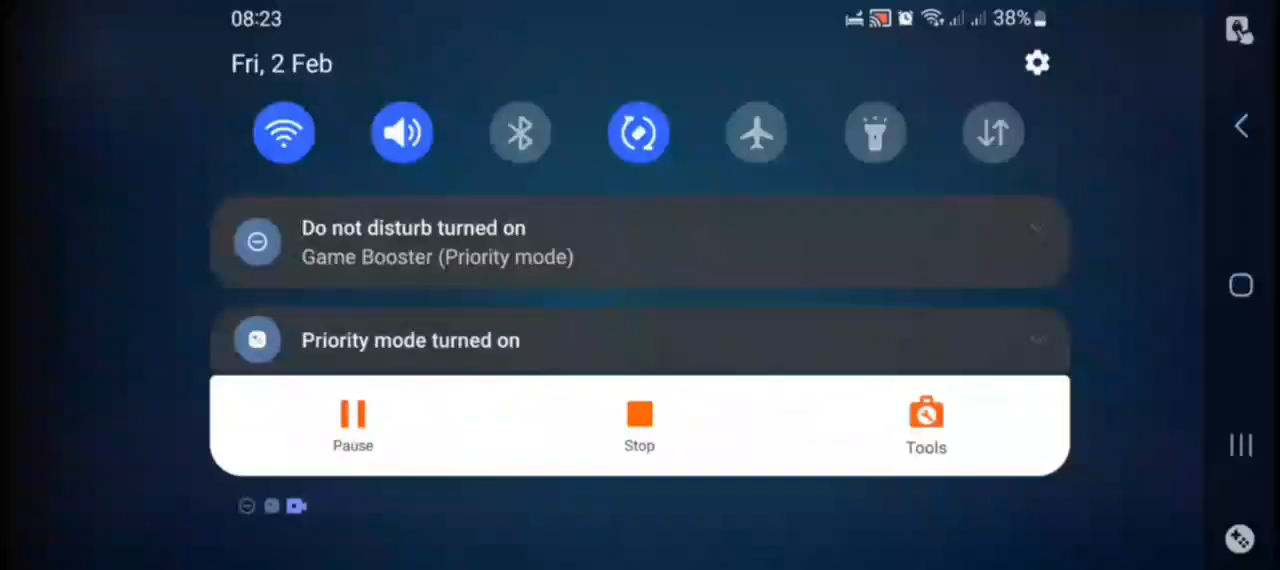 08:23
38%
Fri, 2 Feb
Do not disturb turned on
Game Booster (Priority mode)
Priority mode turned on
Pause
Stop
Tools